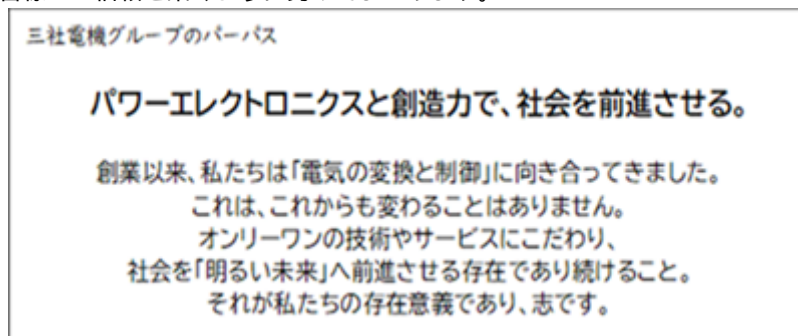 三社電機グループのパーパス
パワーエレクトロニクスと創造力で、社会を前進させる。
創業以来、私たちは「電気の変換と制御」に向き合ってきました。
これは、これからも変わることはありません。
オンリーワンの技術やサービスにこだわり、
社会を「明るい未来」へ前進させる存在であり続けること。
それが私たちの存在意義であり、志です。